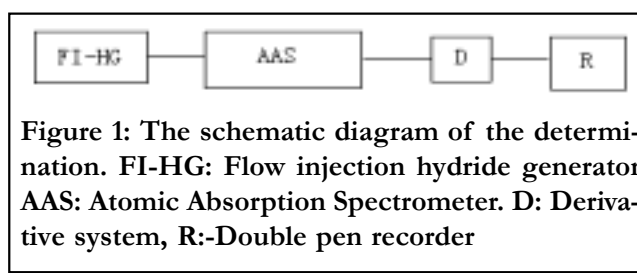 FI-HG AAS D R
Figure 1: The schematic diagram of the determi-
nation. FI-HG: Flow injection hydride generator
AAS: Atomic Absorption Spectrometer. D: Deriva-
tive system, R:-Double pen recorder